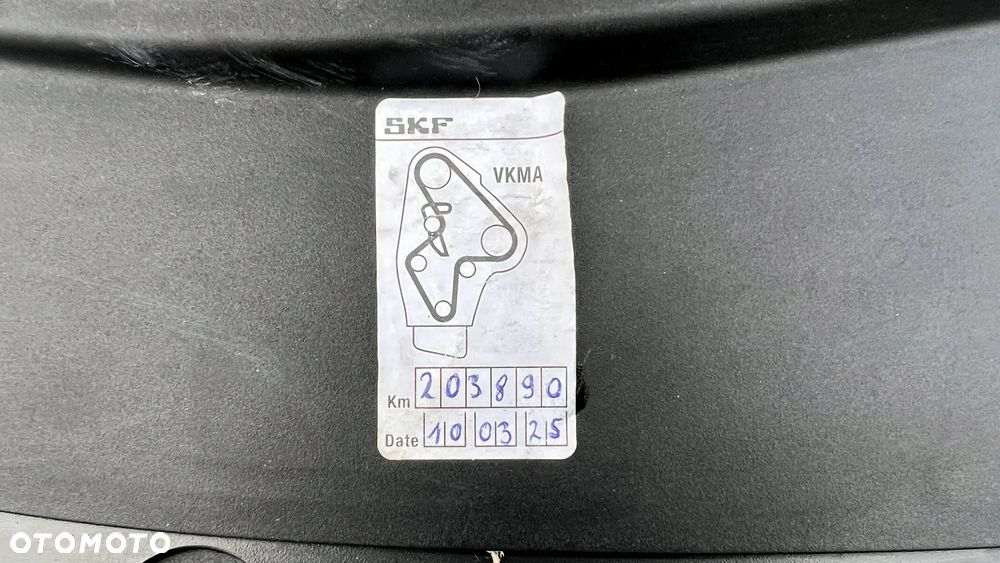 SKF
VKMA
Km 203890
Date 10 03 25
OTOMOTO